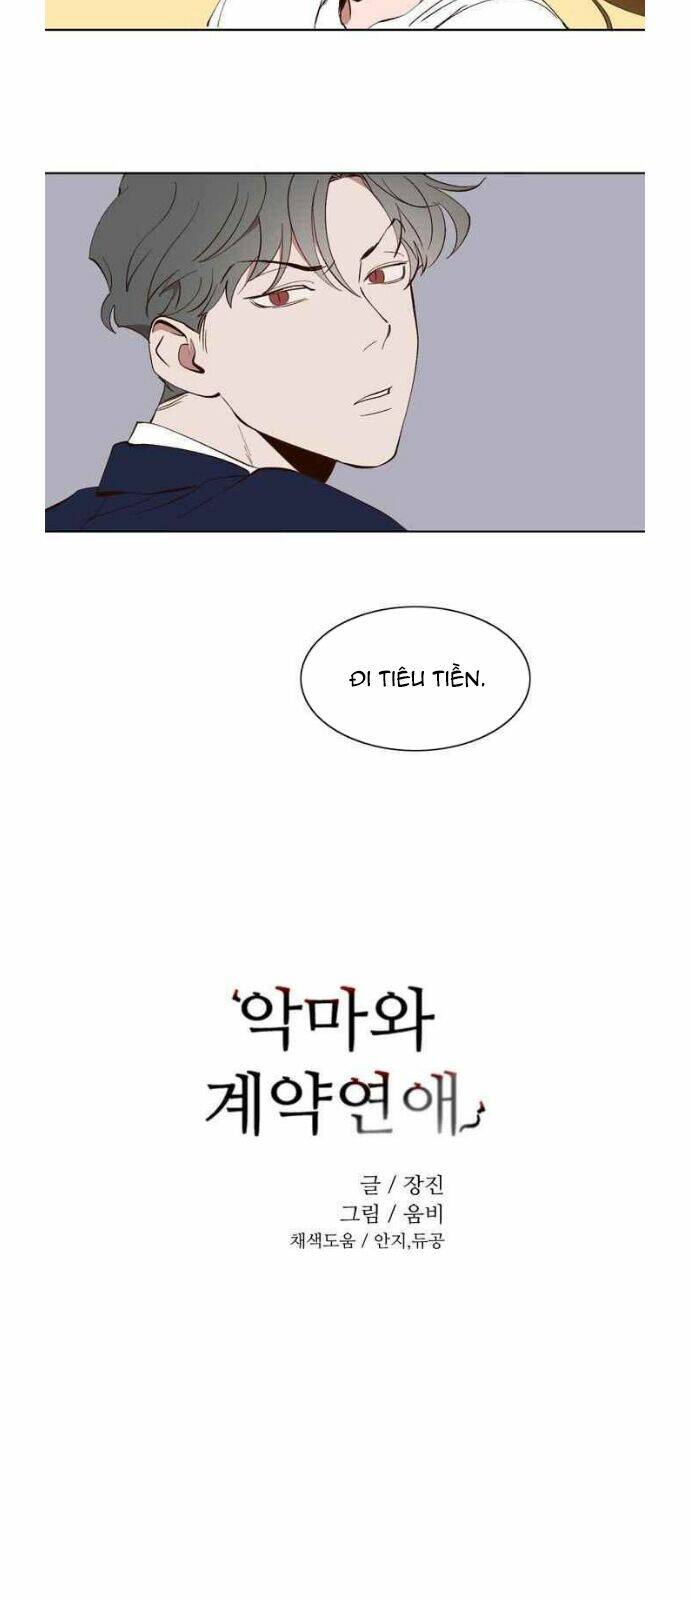 ĐI TIÊU TIỀN.
악마와
계약연애
글 / 장진
그림 / 움비
채색도움 / 안지,듀공